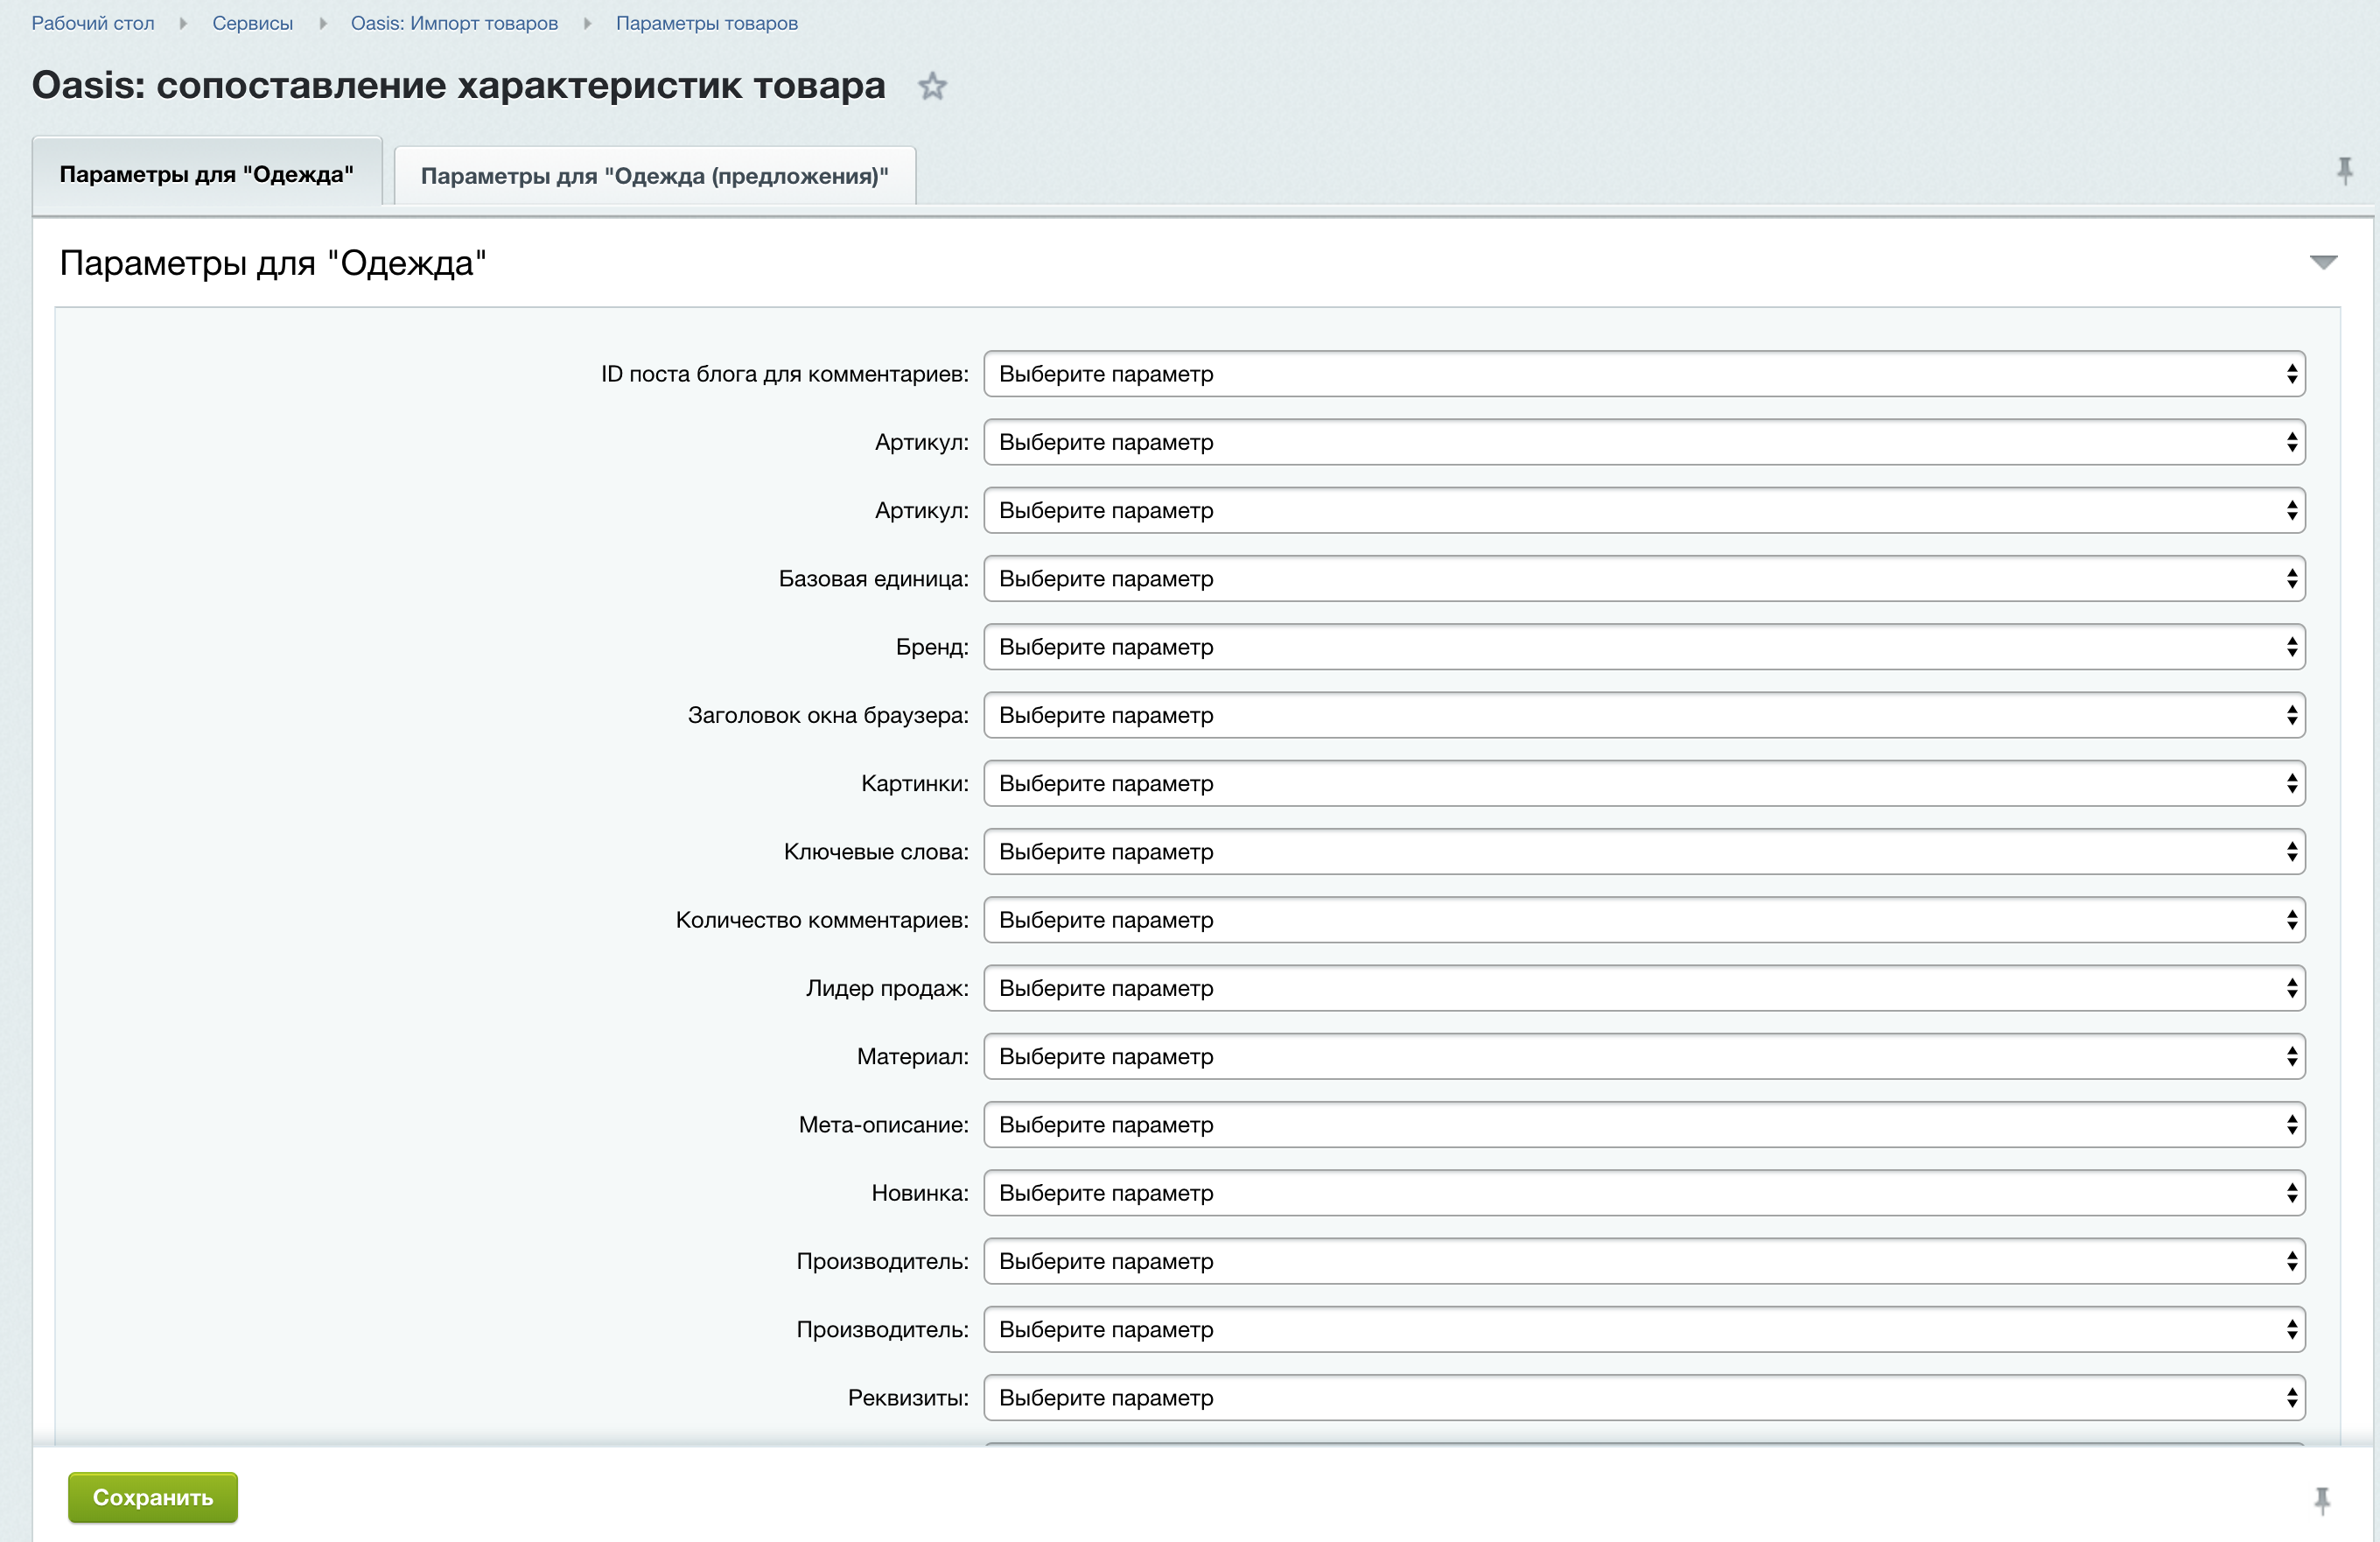 Рабочий стол Сервисы Oasis: Импорт товаров Параметры товаров
Oasis: сопоставление характеристик товара
Параметры для "Одежда" Параметры для "Одежда (предложения)"
Параметры для "Одежда"
ID поста блога для комментариев: Выберите параметр
Артикул: Выберите параметр
Артикул: Выберите параметр
Базовая единица: Выберите параметр
Бренд: Выберите параметр
Заголовок окна браузера: Выберите параметр
Картинки: Выберите параметр
Ключевые слова: Выберите параметр
Количество комментариев: Выберите параметр
Лидер продаж: Выберите параметр
Материал: Выберите параметр
Мета-описание: Выберите параметр
Новинка: Выберите параметр
Производитель: Выберите параметр
Производитель: Выберите параметр
Реквизиты: Выберите параметр
Сохранить